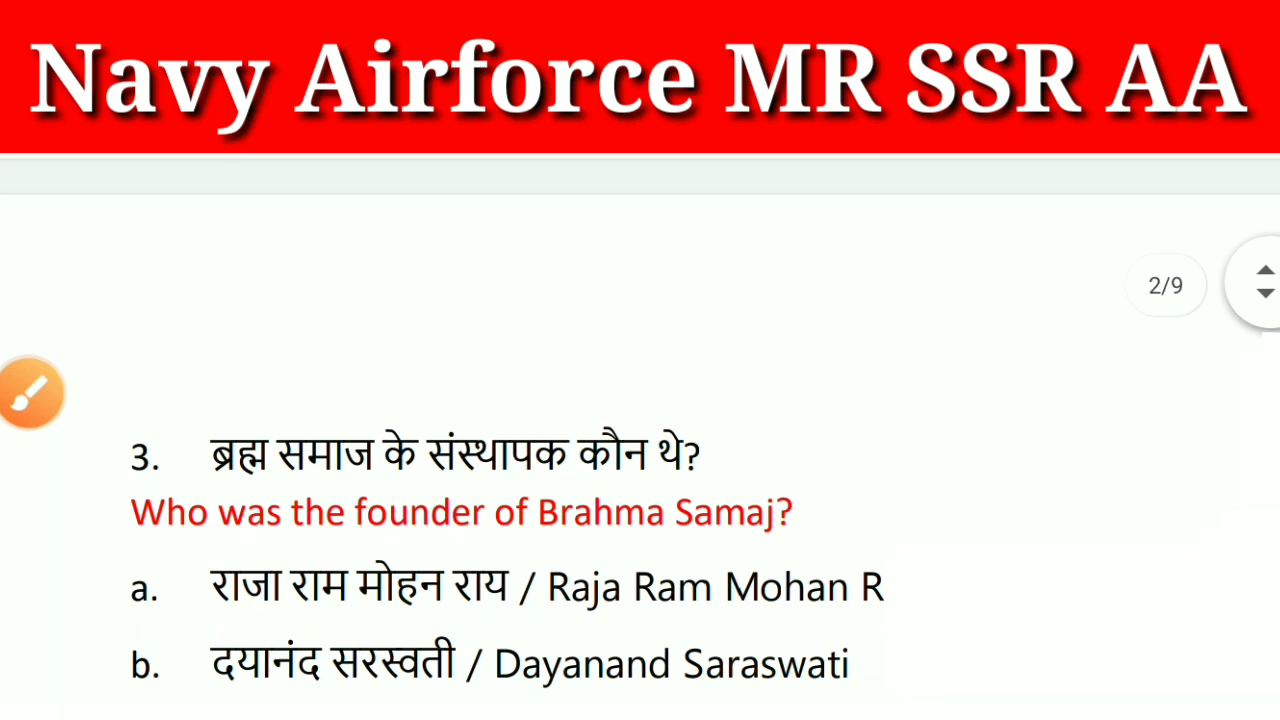 Navy Airforce MR SSR AA
2/9
3. ब्रह्म समाज के संस्थापक कौन थे?
Who was the founder of Brahma Samaj?
a. राजा राम मोहन राय / Raja Ram Mohan R
b. दयानंद सरस्वती / Dayanand Saraswati